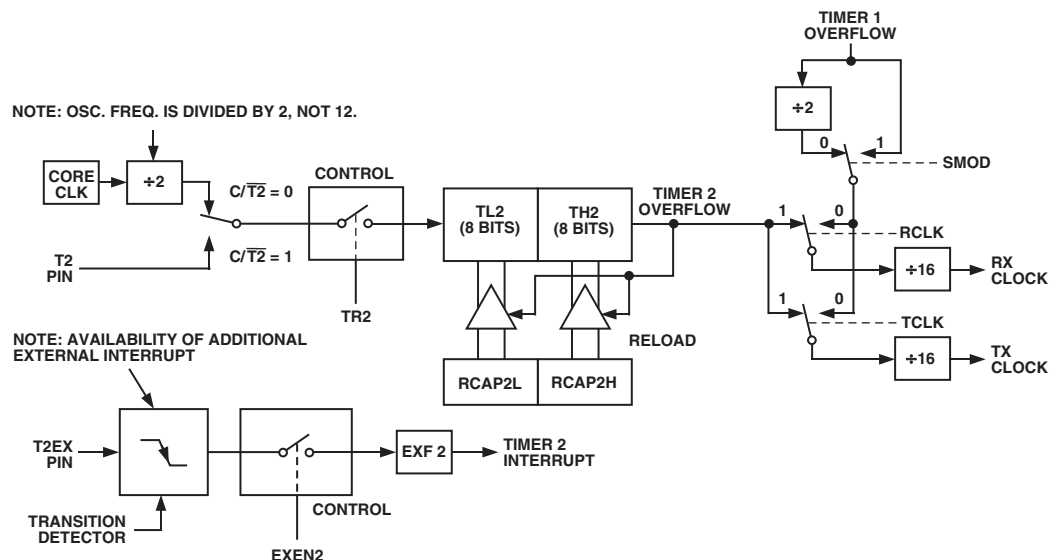 TIMER 1
OVERFLOW
÷2
0
1
SMOD
NOTE: OSC. FREQ. IS DIVIDED BY 2, NOT 12.
CORE
CLK
÷2
C/T̅2̅ = 0
C/T̅2̅ = 1
T2
PIN
CONTROL
TR2
TL2
(8 BITS)
TH2
(8 BITS)
TIMER 2
OVERFLOW
1
0
RCLK
÷16
RX
CLOCK
1
0
TCLK
÷16
TX
CLOCK
RELOAD
RCAP2L
RCAP2H
NOTE: AVAILABILITY OF ADDITIONAL
EXTERNAL INTERRUPT
T2EX
PIN
TRANSITION
DETECTOR
CONTROL
EXEN2
EXF 2
TIMER 2
INTERRUPT